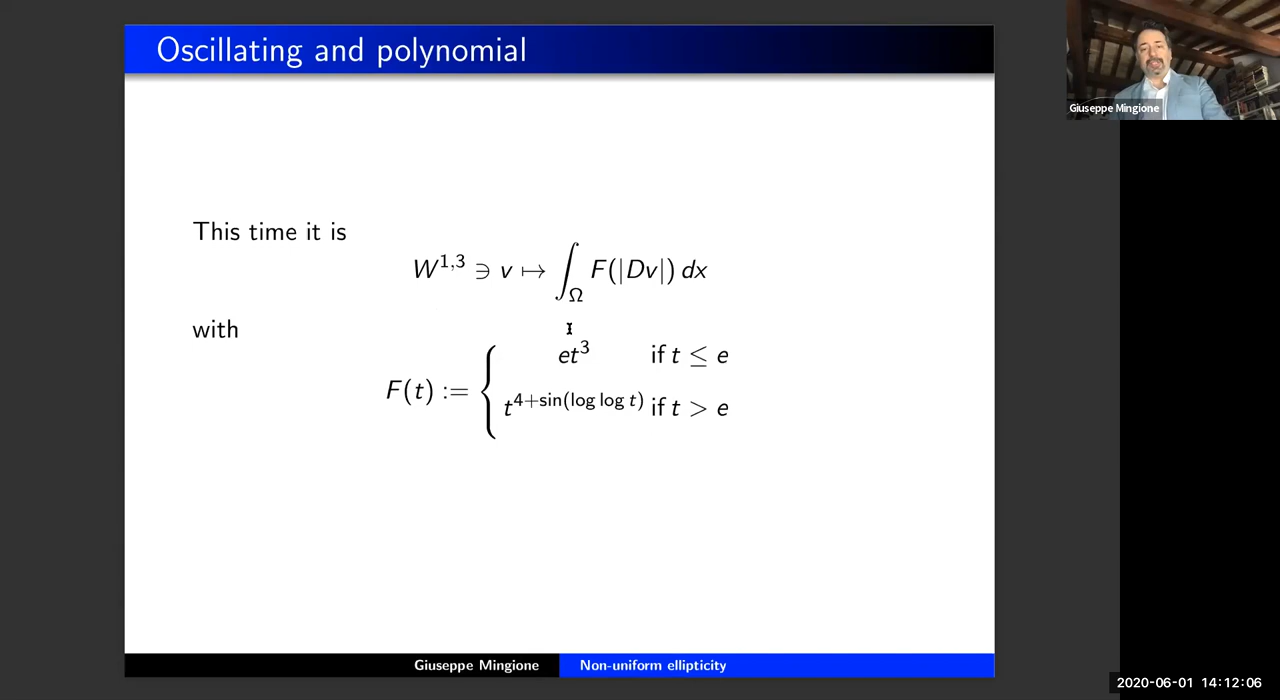 Oscillating and polynomial
Giuseppe Mingione
This time it is
W^{1,3} ∋ v ↦ ∫_Ω F(|Dv|) dx
with
F(t) := { et^3 if t ≤ e
t^{4+sin(log log t)} if t > e
Giuseppe Mingione Non-uniform ellipticity
2020-06-01 14:12:06